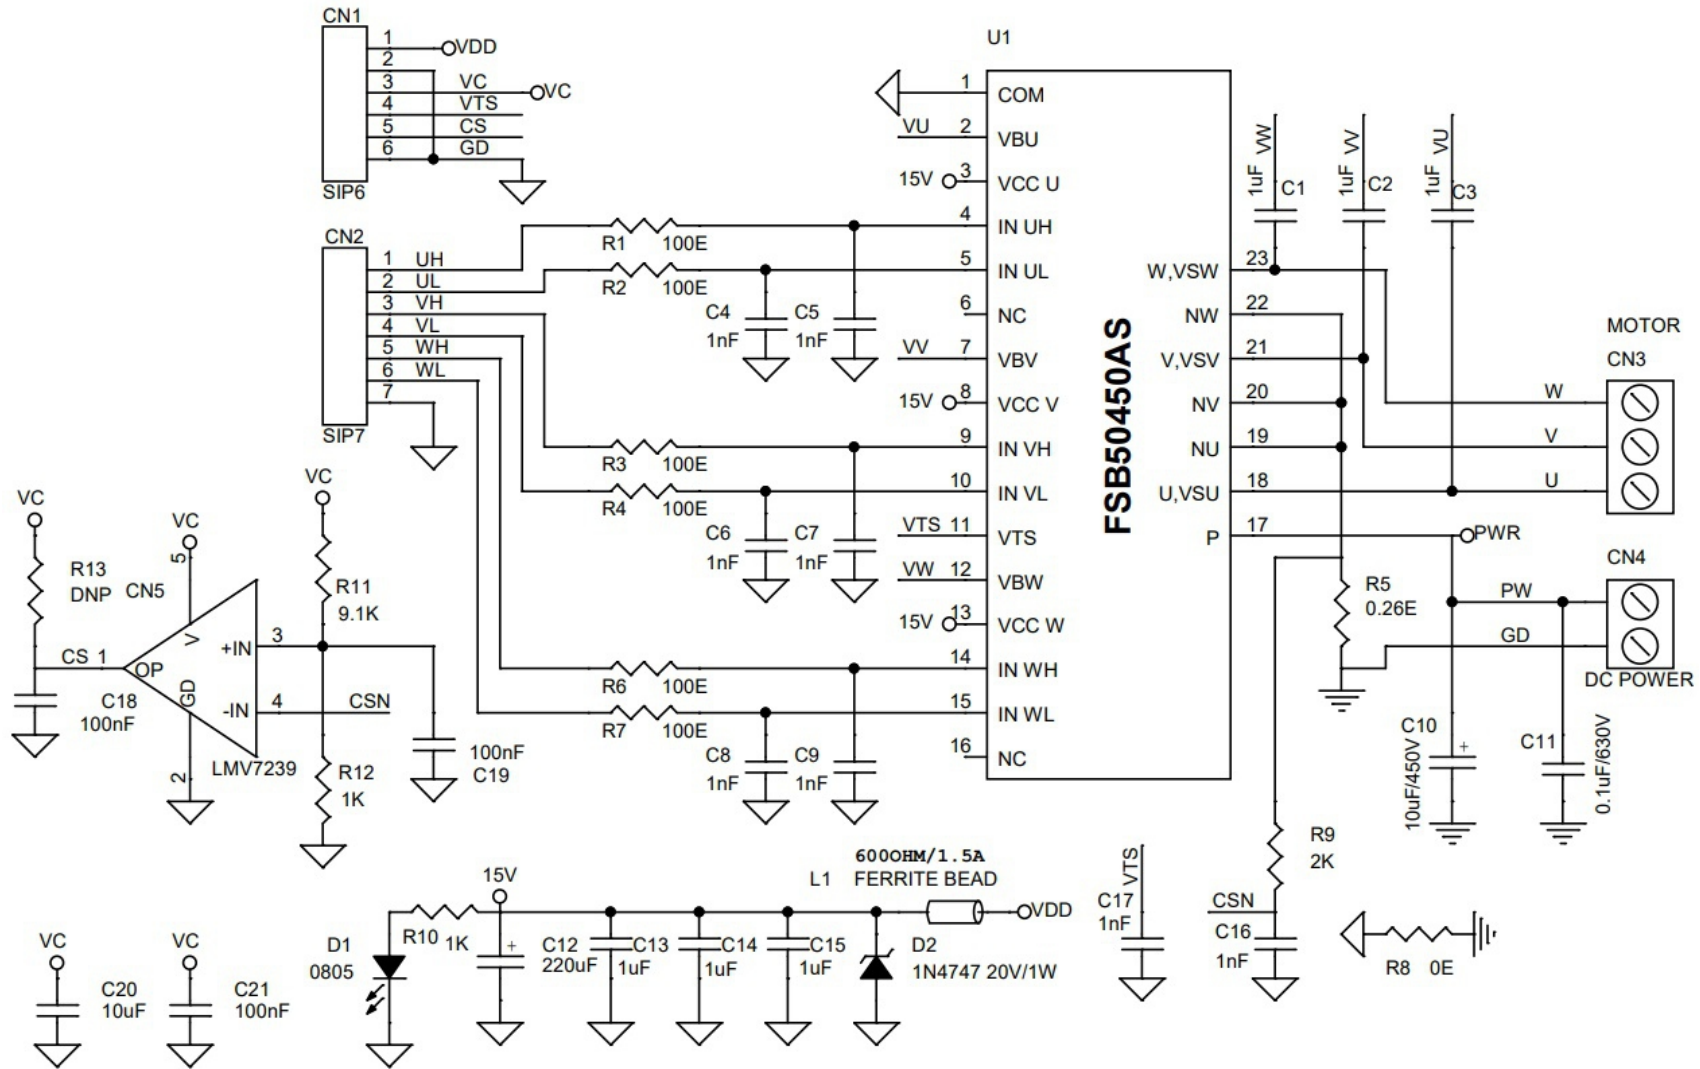 CN1
1
VDD
2
3 VC
VC
4 VTS
5 CS
6 GD
SIP6
CN2
1 UH
2 UL
3 VH
4 VL
5 WH
6 WL
7
SIP7
R1 100E
R2 100E
C4
1nF
C5
1nF
R3 100E
R4 100E
C6
1nF
C7
1nF
R6 100E
R7 100E
C8
1nF
C9
1nF
U1
FSB50450AS
1 COM
VU 2 VBU
15V 3 VCC U
4 IN UH
5 IN UL
6 NC
VV 7 VBV
15V 8 VCC V
9 IN VH
10 IN VL
VTS 11 VTS
VW 12 VBW
15V 13 VCC W
14 IN WH
15 IN WL
16 NC
W,VSW 23
NW 22
V,VSV 21
NV 20
NU 19
U,VSU 18
P 17
PWR
VW
1uF C1
VV
1uF C2
VU
1uF C3
MOTOR
CN3
W
V
U
CN4
PW
GD
DC POWER
R5
0.26E
C10
+
10uF/450V
C11
0.1uF/630V
R9
2K
CSN
C16
1nF
R8 0E
VTS
C17
1nF
VC
R13
DNP
CN5
VC
5
V
VC
R11
9.1K
+IN 3
-IN 4 CSN
CS 1 OP
GD
2
LMV7239
C18
100nF
R12
1K
100nF
C19
VC
C20
10uF
VC
C21
100nF
15V
D1
0805
R10 1K
+
C12
220uF
C13
1uF
C14
1uF
C15
1uF
600OHM/1.5A
L1 FERRITE BEAD
VDD
D2
1N4747 20V/1W